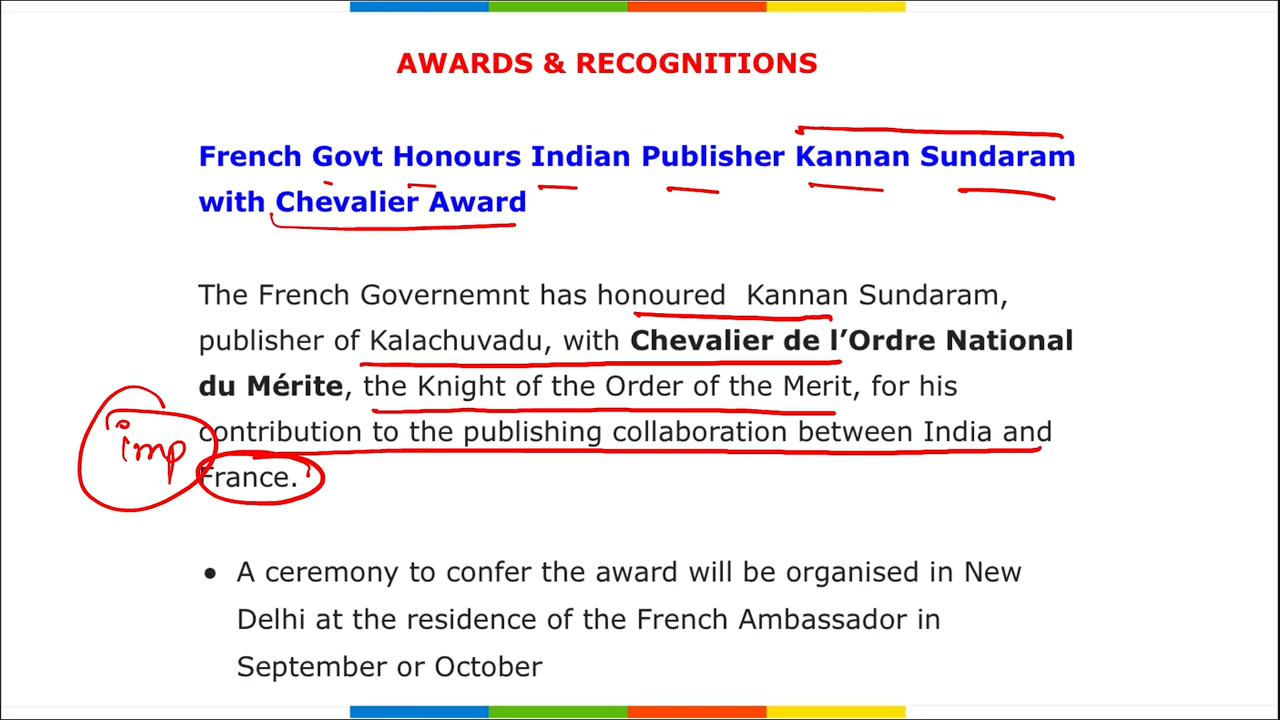 AWARDS & RECOGNITIONS
French Govt Honours Indian Publisher Kannan Sundaram
with Chevalier Award
The French Governemnt has honoured Kannan Sundaram,
publisher of Kalachuvadu, with Chevalier de l’Ordre National
du Mérite, the Knight of the Order of the Merit, for his
contribution to the publishing collaboration between India and
imp
France.
• A ceremony to confer the award will be organised in New
Delhi at the residence of the French Ambassador in
September or October